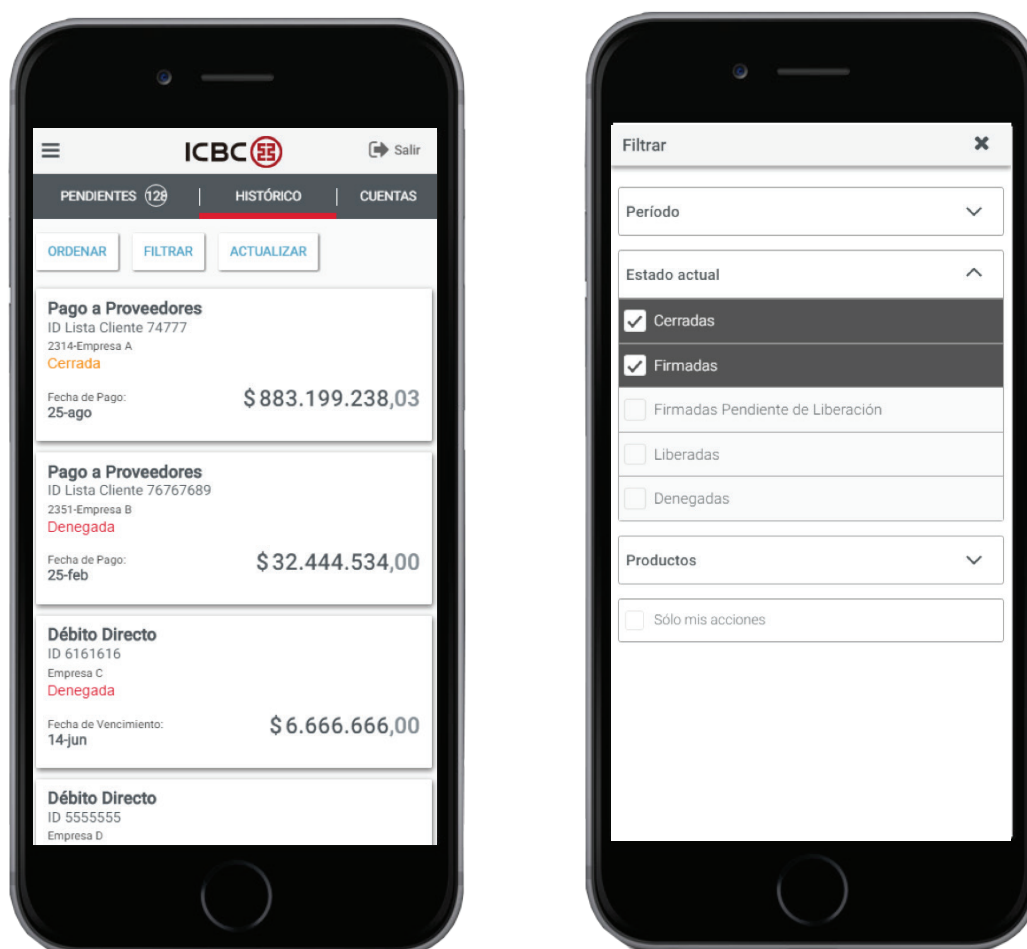 ICBC
Salir
PENDIENTES 128 | HISTÓRICO | CUENTAS
ORDENAR FILTRAR ACTUALIZAR
Pago a Proveedores
ID Lista Cliente 74777
2314-Empresa A
Cerrada
Fecha de Pago:
25-ago
$883.199.238,03
Pago a Proveedores
ID Lista Cliente 76767689
2351-Empresa B
Denegada
Fecha de Pago:
25-feb
$32.444.534,00
Débito Directo
ID 6161616
Empresa C
Denegada
Fecha de Vencimiento:
14-jun
$6.666.666,00
Débito Directo
ID 5555555
Empresa D
Filtrar
Período
Estado actual
Cerradas
Firmadas
Firmadas Pendiente de Liberación
Liberadas
Denegadas
Productos
Sólo mis acciones